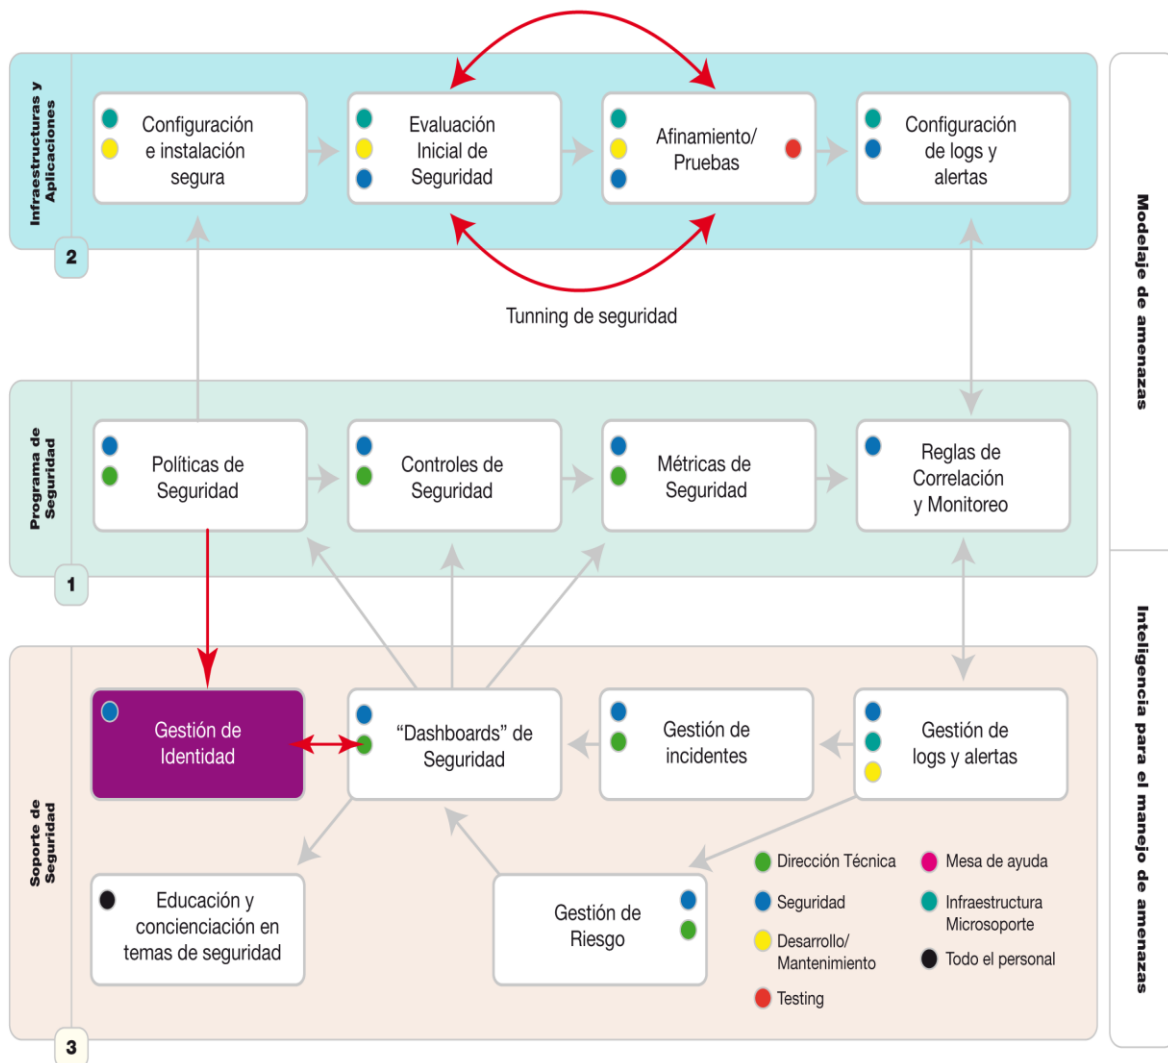 Infraestructuras y
Aplicaciones
2
Configuración
e instalación
segura
Evaluación
Inicial de
Seguridad
Afinamiento/
Pruebas
Configuración
de logs y
alertas
Tunning de seguridad
Modelaje de amenazas
Programa de
Seguridad
1
Políticas de
Seguridad
Controles de
Seguridad
Métricas de
Seguridad
Reglas de
Correlación
y Monitoreo
Inteligencia para el manejo de amenazas
Soporte de
Seguridad
3
Gestión de
Identidad
“Dashboards” de
Seguridad
Gestión de
incidentes
Gestión de
logs y alertas
Educación y
concienciación en
temas de seguridad
Gestión de
Riesgo
Dirección Técnica
Seguridad
Desarrollo/
Mantenimiento
Testing
Mesa de ayuda
Infraestructura
Microsoporte
Todo el personal